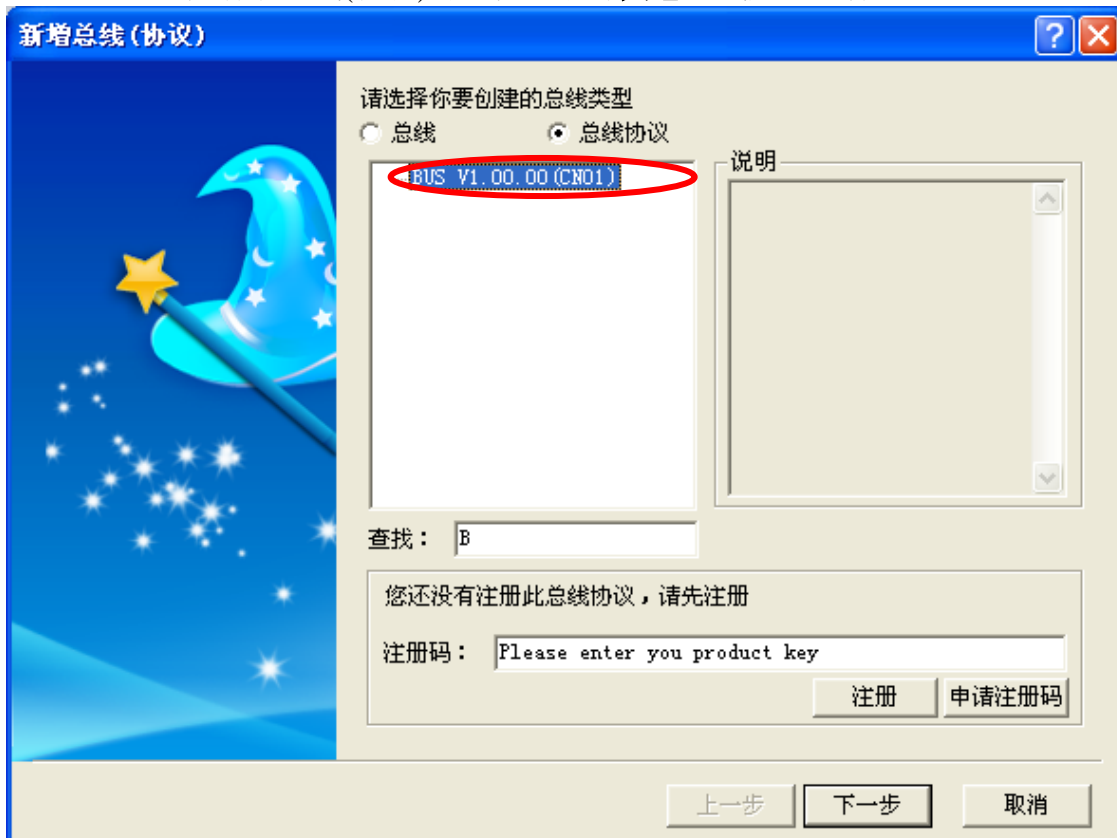 新增总线(协议)
请选择你要创建的总线类型
总线 总线协议
BUS V1.00.00(CN01)
说明
查找： B
您还没有注册此总线协议，请先注册
注册码： Please enter you product key
注册 申请注册码
上一步 下一步 取消